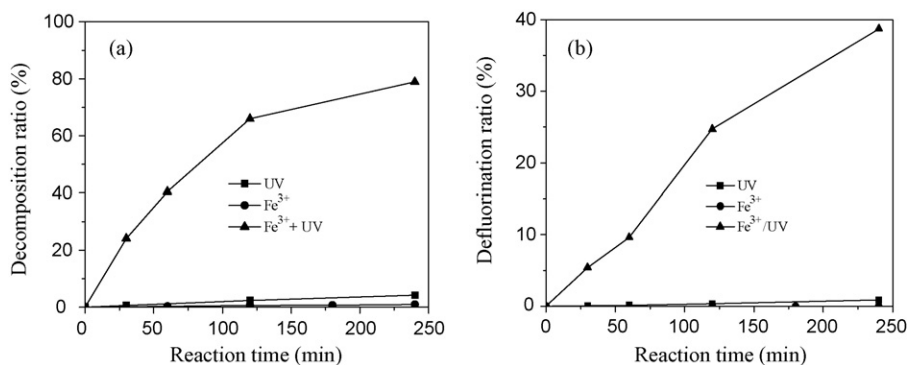 (a)
Decomposition ratio (%)
100
80
60
40
20
0
UV
Fe³⁺
Fe³⁺+ UV
0 50 100 150 200 250
Reaction time (min)
(b)
Defluorination ratio (%)
40
30
20
10
0
UV
Fe³⁺
Fe³⁺/UV
0 50 100 150 200 250
Reaction time (min)